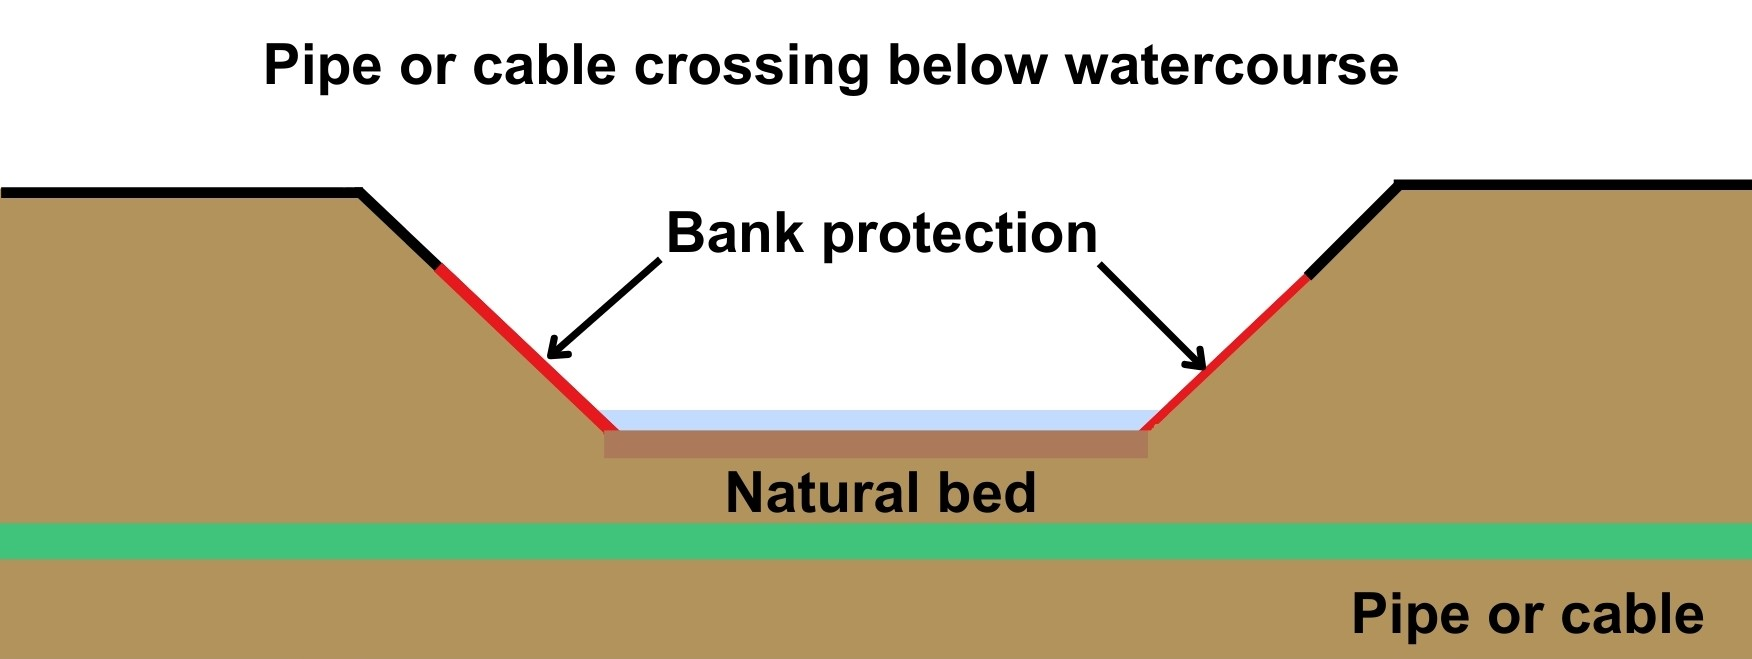 Pipe or cable crossing below watercourse
Bank protection
Natural bed
Pipe or cable